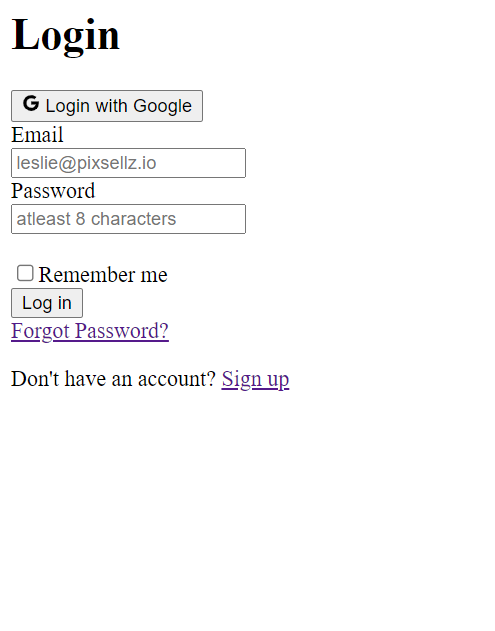 Login
Login with Google
Email
leslie@pixsellz.io
Password
atleast 8 characters
Remember me
Log in
Forgot Password?
Don't have an account? Sign up